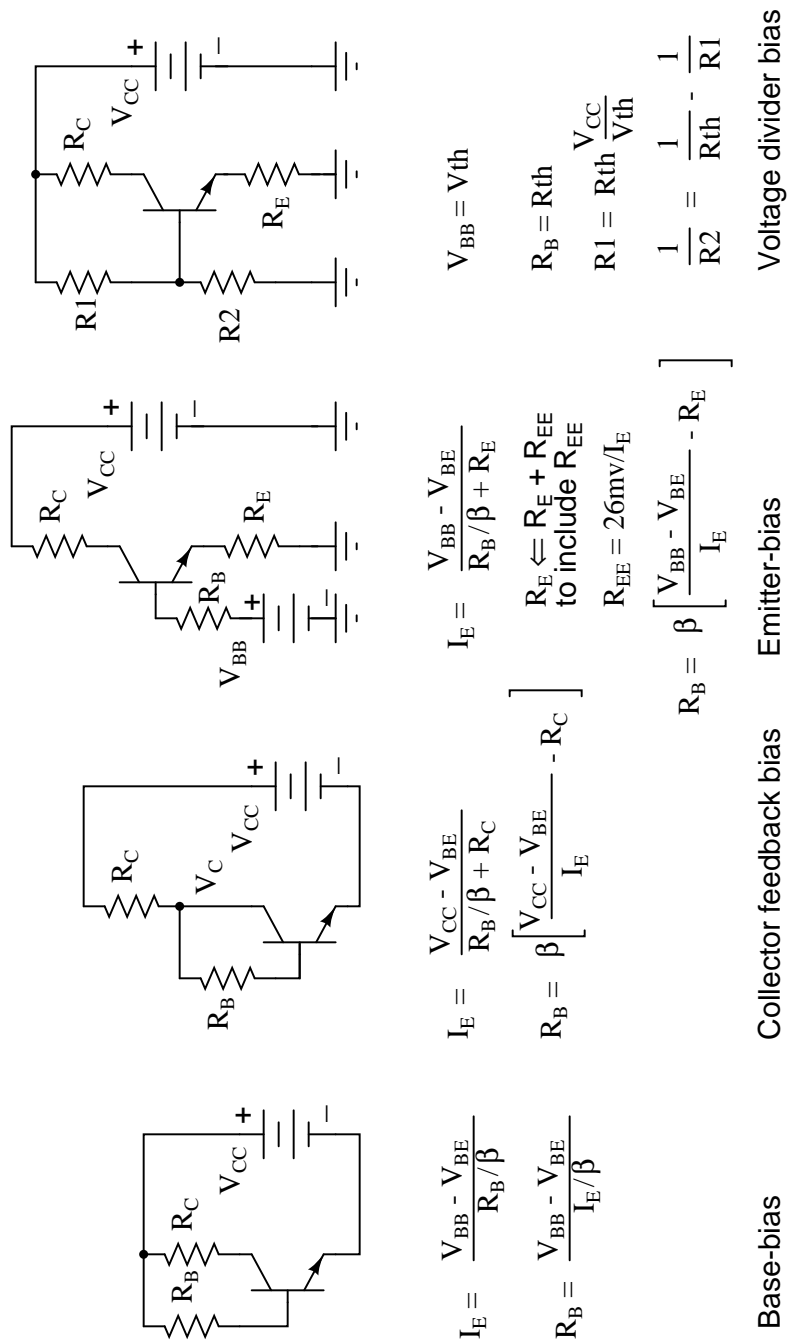 R_B
R_C
V_CC
+
–
I_E = (V_BB - V_BE) / (R_B/β)
R_B = (V_BB - V_BE) / (I_E/β)
Base-bias
R_B
R_C
V_C
V_CC
+
–
I_E = (V_CC - V_BE) / (R_B/β + R_C)
R_B = β [ (V_CC - V_BE) / I_E - R_C ]
Collector feedback bias
V_BB
+
–
R_B
R_C
R_E
V_CC
+
–
I_E = (V_BB - V_BE) / (R_B/β + R_E)
R_E ⇐ R_E + R_EE
to include R_EE
R_EE = 26mv/I_E
R_B = β [ (V_BB - V_BE) / I_E - R_E ]
Emitter-bias
R1
R2
R_C
R_E
V_CC
+
–
V_BB = Vth
R_B = Rth
R1 = Rth V_CC / Vth
1 / R2 = 1 / Rth - 1 / R1
Voltage divider bias